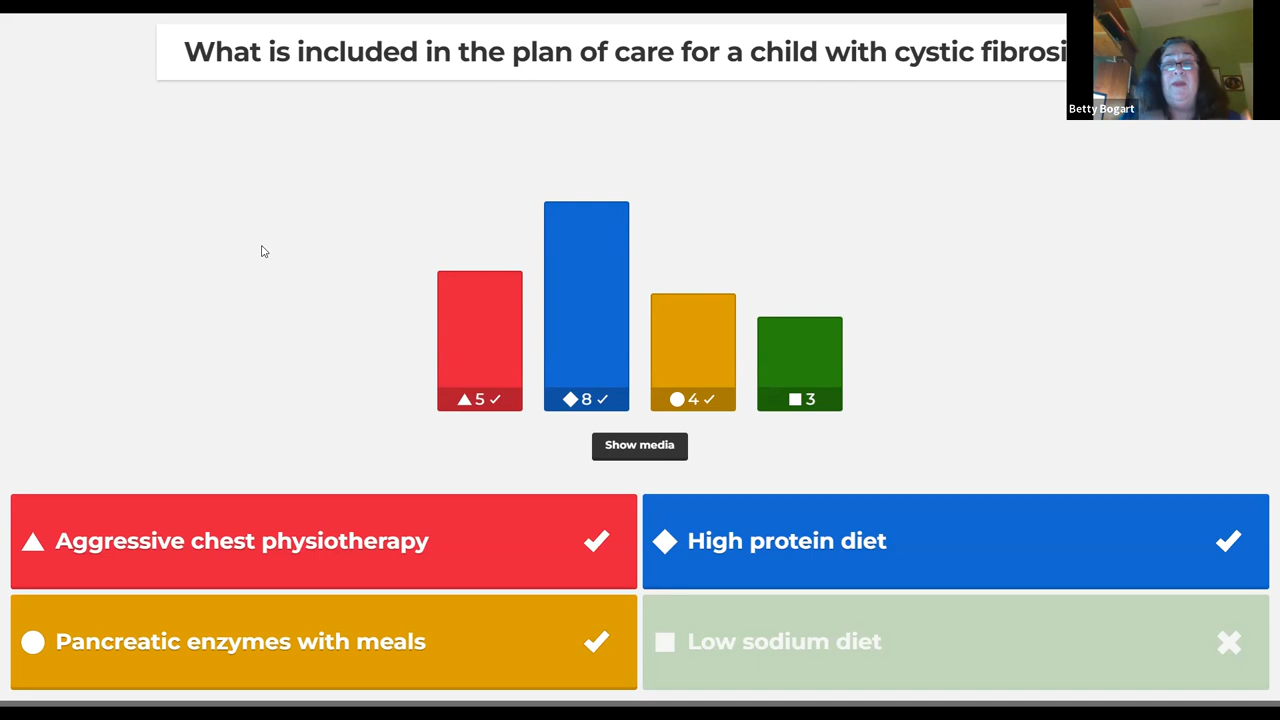 What is included in the plan of care for a child with cystic fibrosi
Betty Bogart
5
8
4
3
Show media
Aggressive chest physiotherapy
High protein diet
Pancreatic enzymes with meals
Low sodium diet